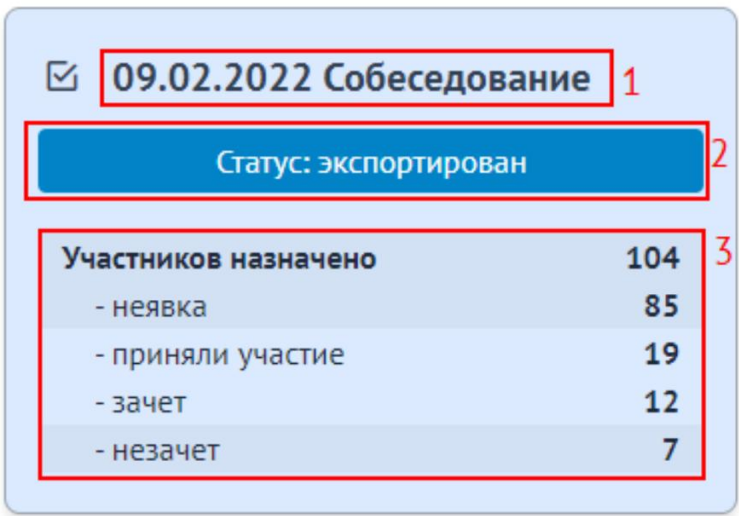 09.02.2022 Собеседование 1
Статус: экспортирован 2
Участников назначено 104 3
- неявка 85
- приняли участие 19
- зачет 12
- незачет 7